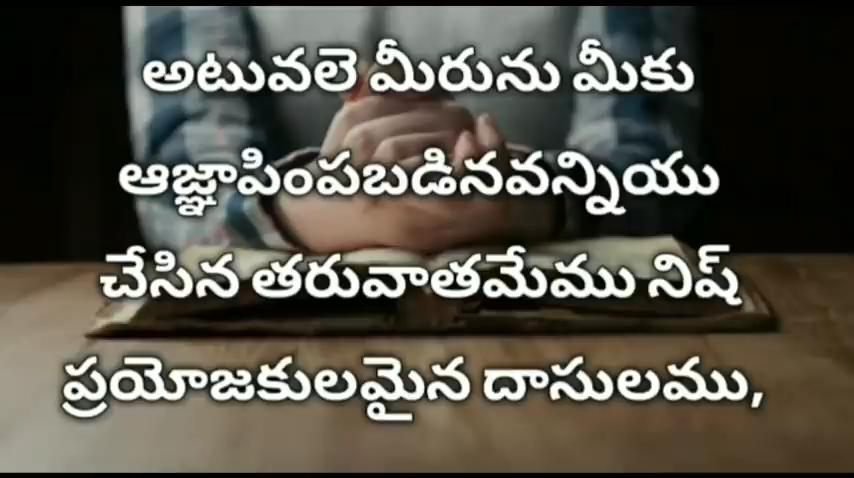 అటువలె మీరును మీకు
ఆజ్ఞాపింపబడినవన్నియు
చేసిన తరువాతమేము నిష్
ప్రయోజకులమైన దాసులము,